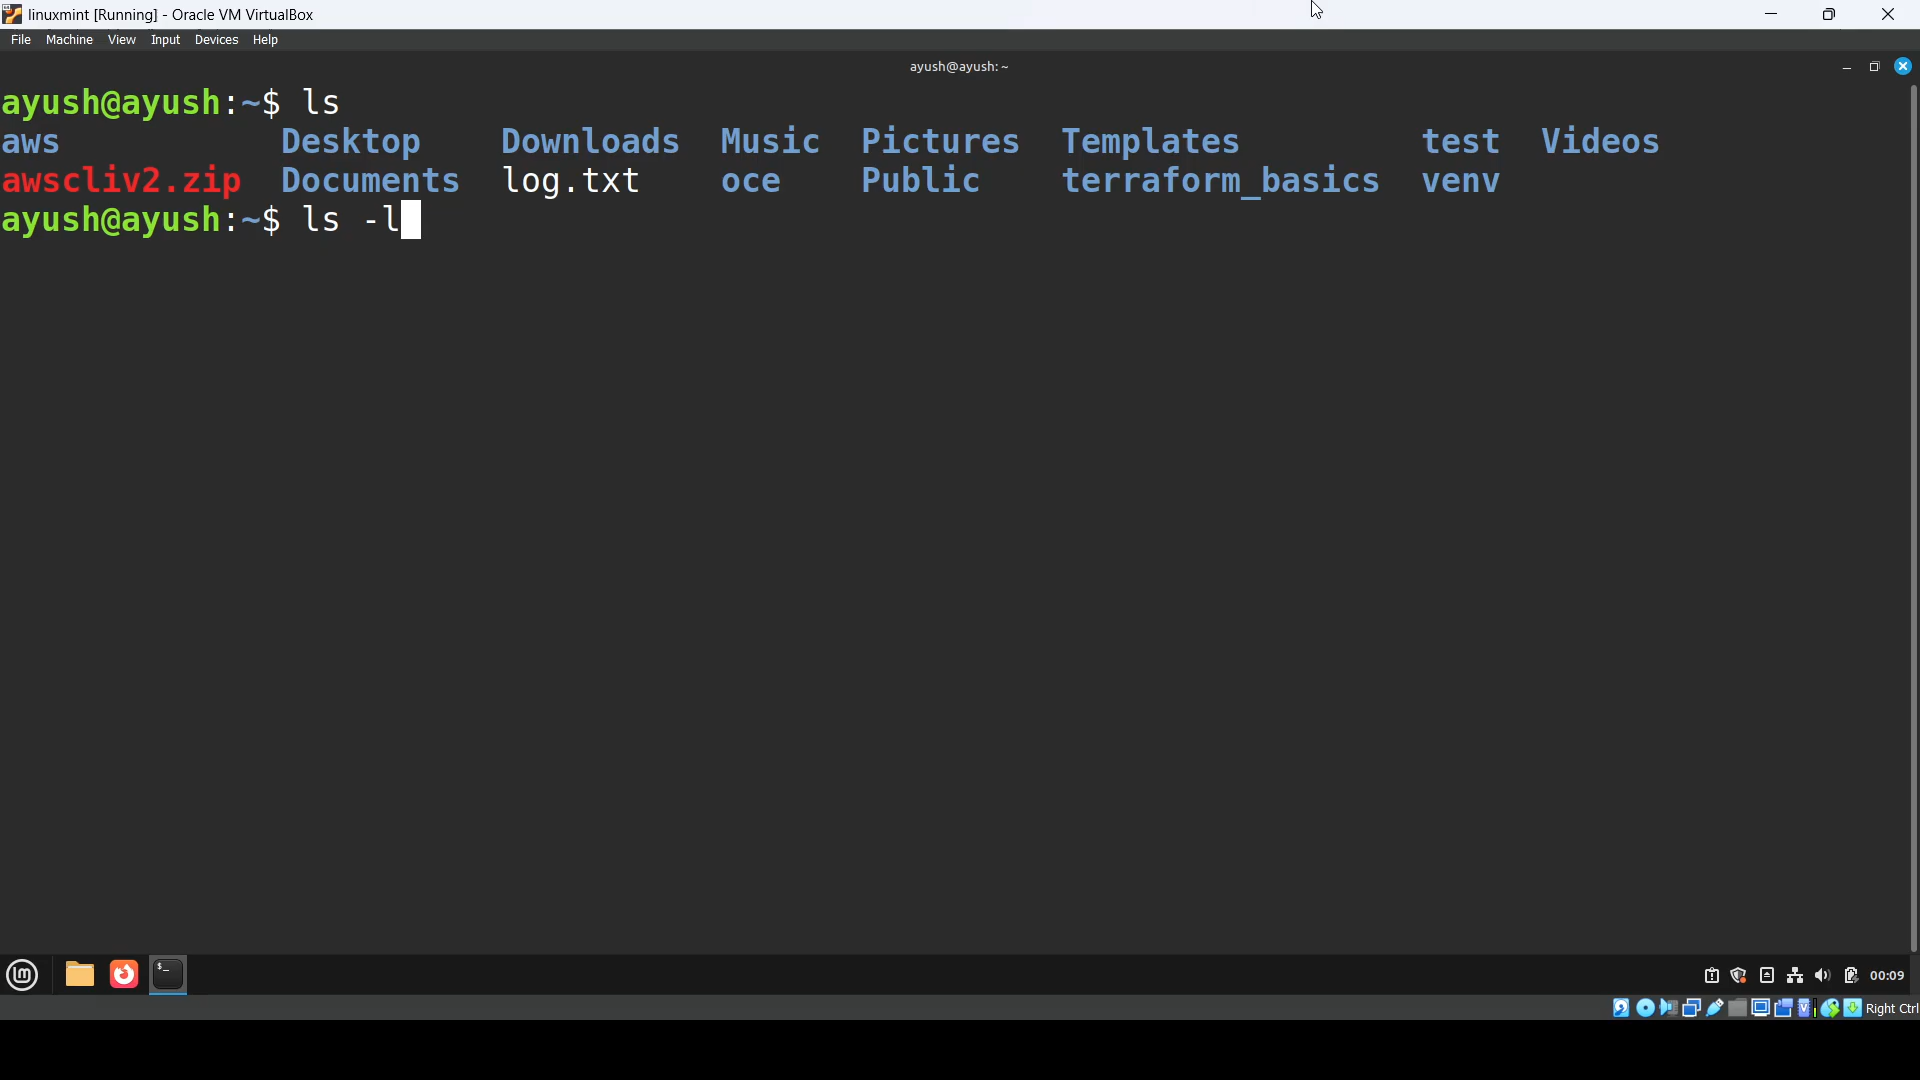 linuxmint [Running] - Oracle VM VirtualBox
File Machine View Input Devices Help
ayush@ayush: ~
ayush@ayush:~$ ls
aws Desktop Downloads Music Pictures Templates test Videos
awscliv2.zip Documents log.txt oce Public terraform_basics venv
ayush@ayush:~$ ls -l
00:09
Right Ctrl